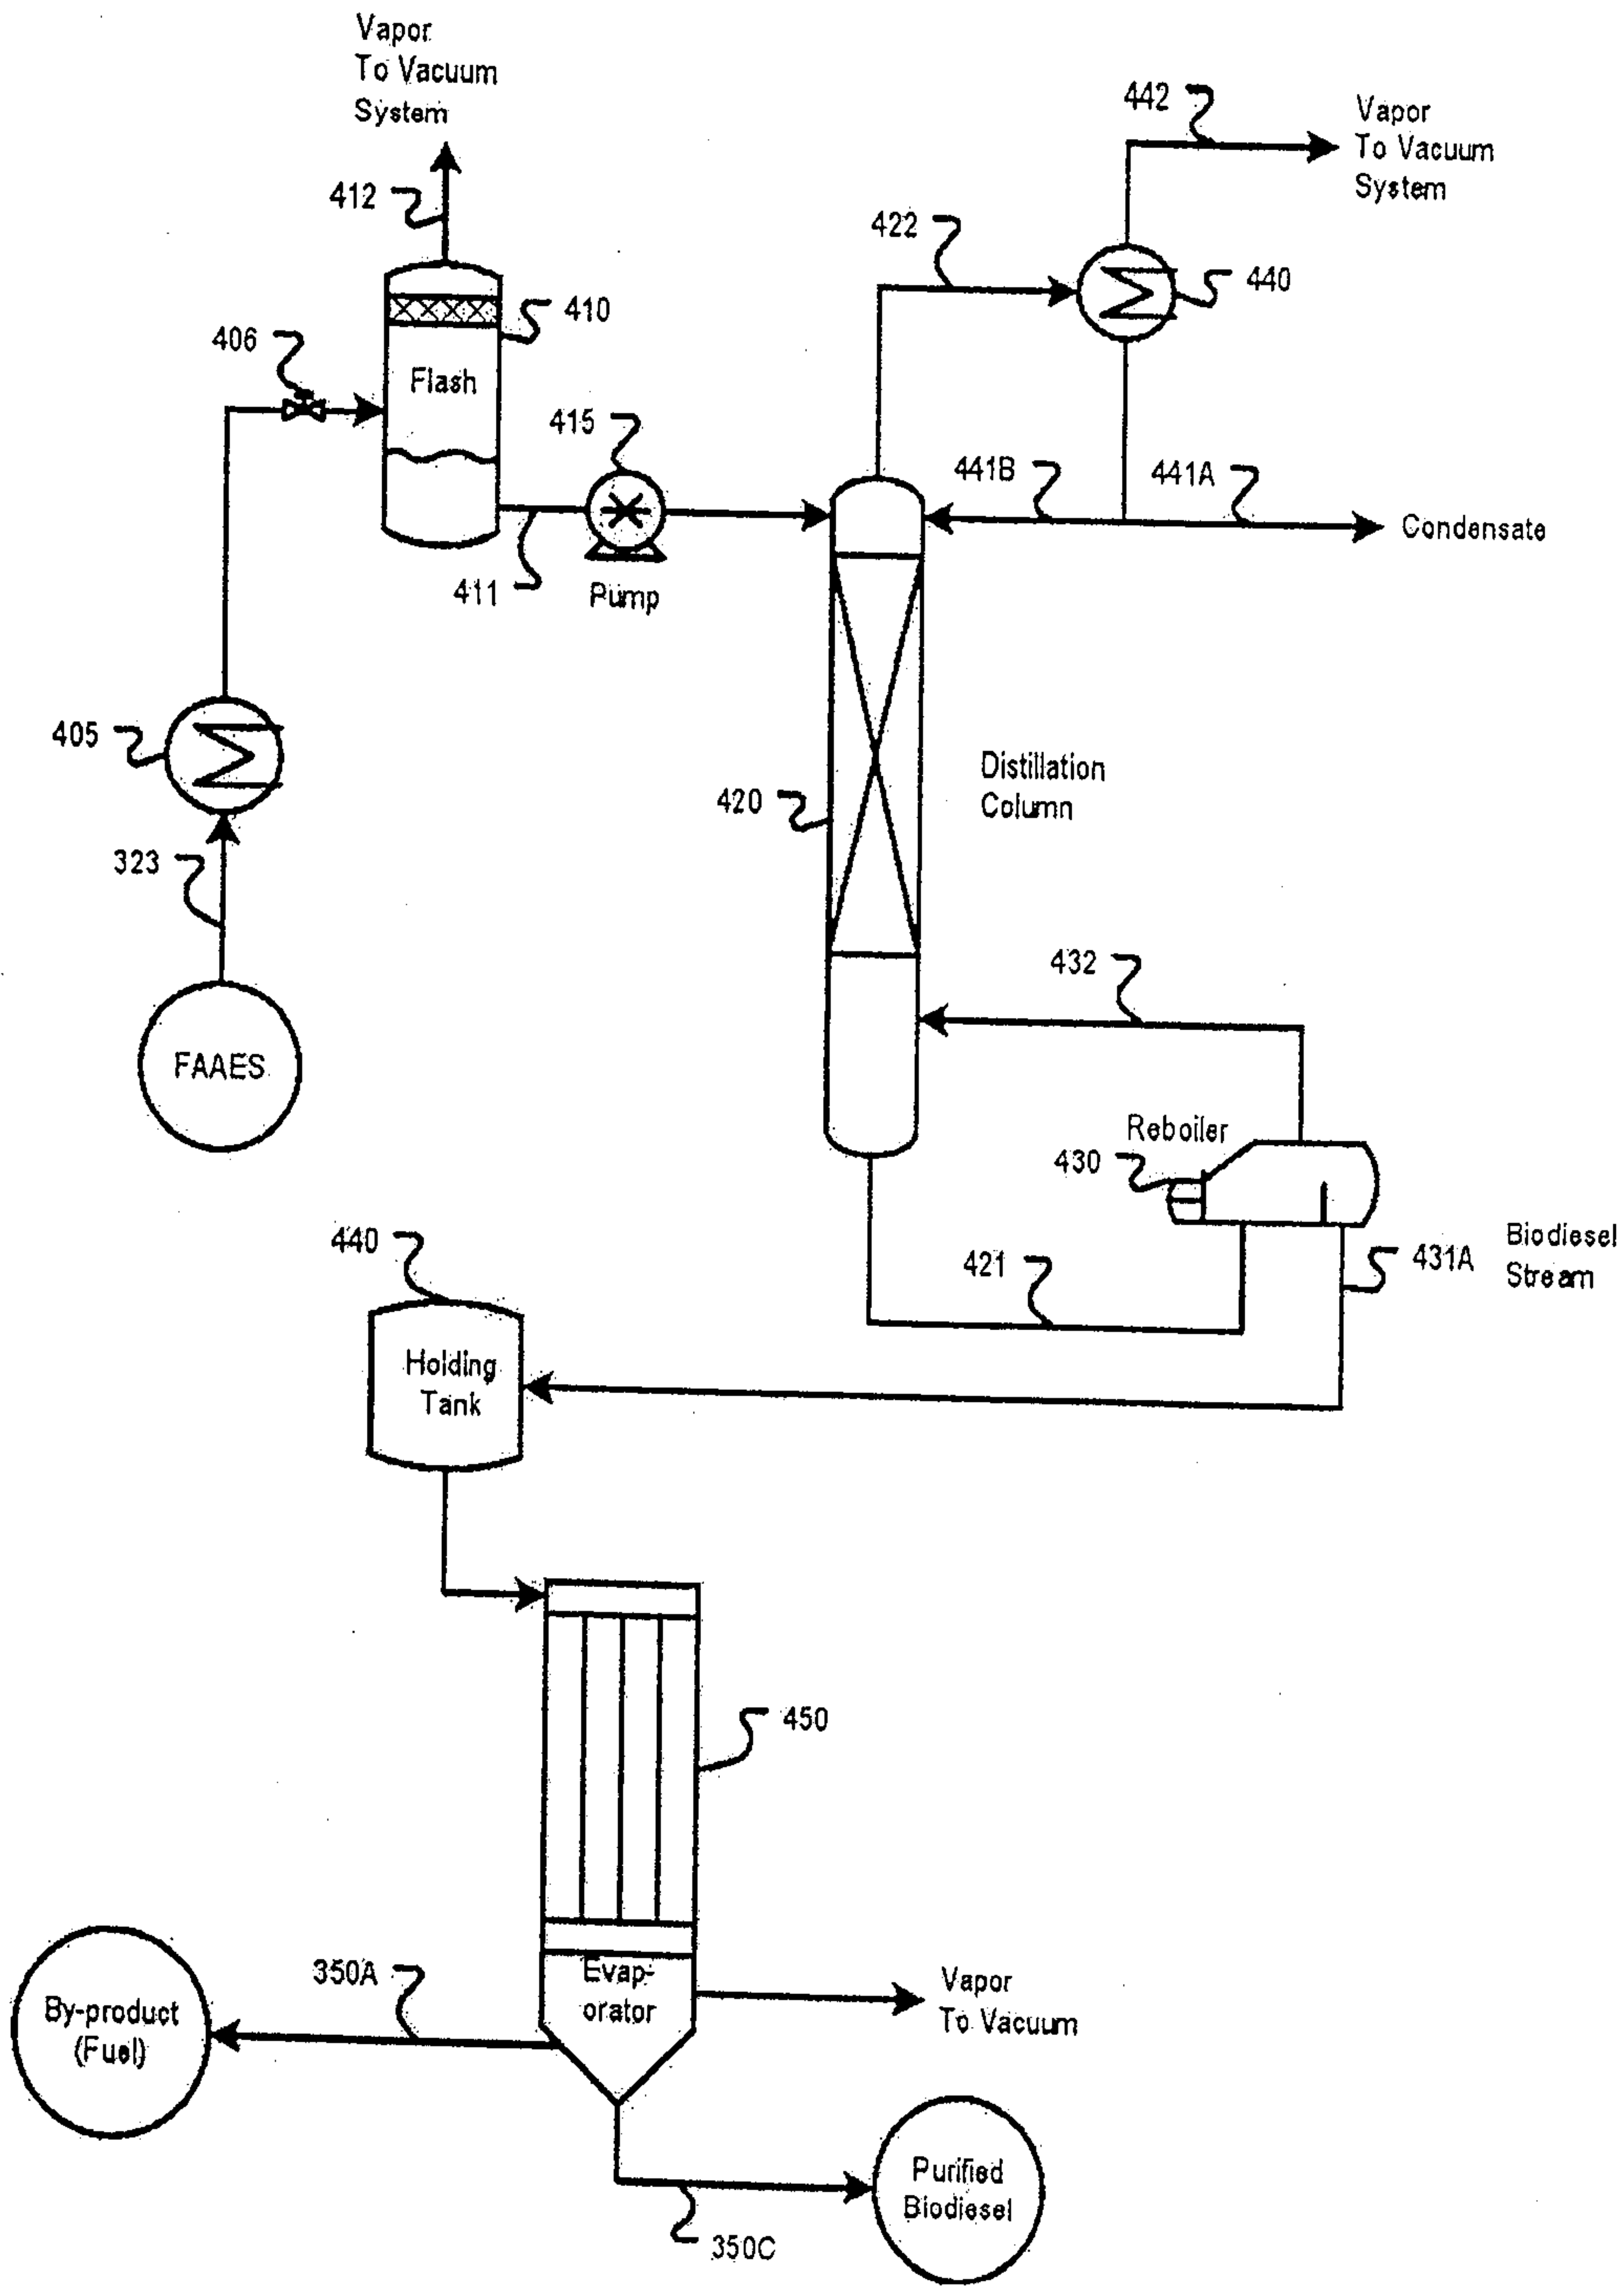 Vapor
To Vacuum
System
442
Vapor
To Vacuum
System
412
422
440
410
406
Flash
415
441B
441A
Condensate
411
Pump
405
Distillation
Column
420
323
432
FAAES
Reboiler
430
440
421
431A
Biodiesel
Stream
Holding
Tank
450
350A
Evap-
orator
Vapor
To Vacuum
By-product
(Fuel)
Purified
Biodiesel
350C